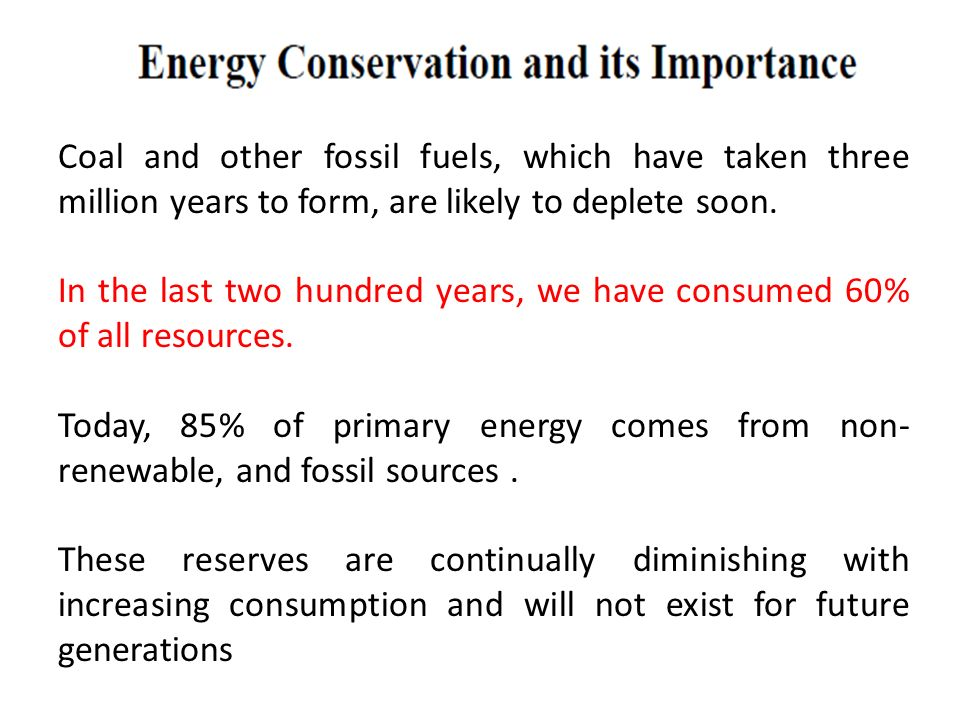 Energy Conservation and its Importance
Coal and other fossil fuels, which have taken three
million years to form, are likely to deplete soon.
In the last two hundred years, we have consumed 60%
of all resources.
Today, 85% of primary energy comes from non-
renewable, and fossil sources .
These reserves are continually diminishing with
increasing consumption and will not exist for future
generations